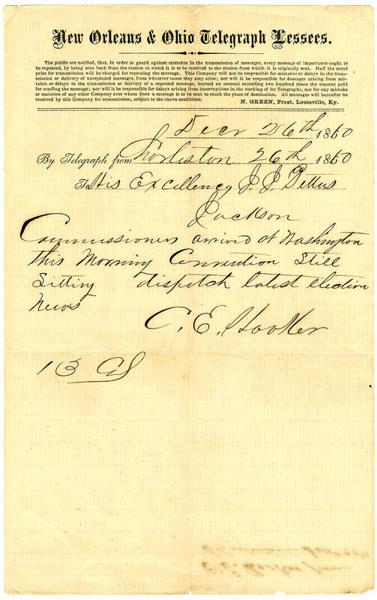 New Orleans & Ohio Telegraph Lessees.
The public are notified, that, in order to guard against mistakes in the transmission of messages, every message of importance ought to
be repeated, by being sent back from the station at which it is to be received to the station from which it is originally sent. Half the usual
price for transmission will be charged for repeating the message. This Company will not be responsible for mistakes or delays in the trans-
mission or delivery of unrepeated messages, from whatever cause they may arise; nor will it be responsible for damages arising from mis-
takes or delays in the transmission or delivery of a repeated message, beyond an amount exceeding two hundred times the amount paid
for sending the message; nor will it be responsible for delays arising from interruptions in the working of its Telegraphs, nor for any mistake
or omission of any other Company over whose lines a message is to be sent to reach the place of destination. All messages will hereafter be
received by this Company for transmission, subject to the above conditions.
N. GREEN, Prest. Louisville, Ky.
Decr 26th 1860
By Telegraph from Charleston 26th 1860
To His Excellency J J Pettus
Jackson
Commissioners arrived at Washington
this Morning Convention Still
Sitting dispatch latest election
News
C. E. Hooker
13